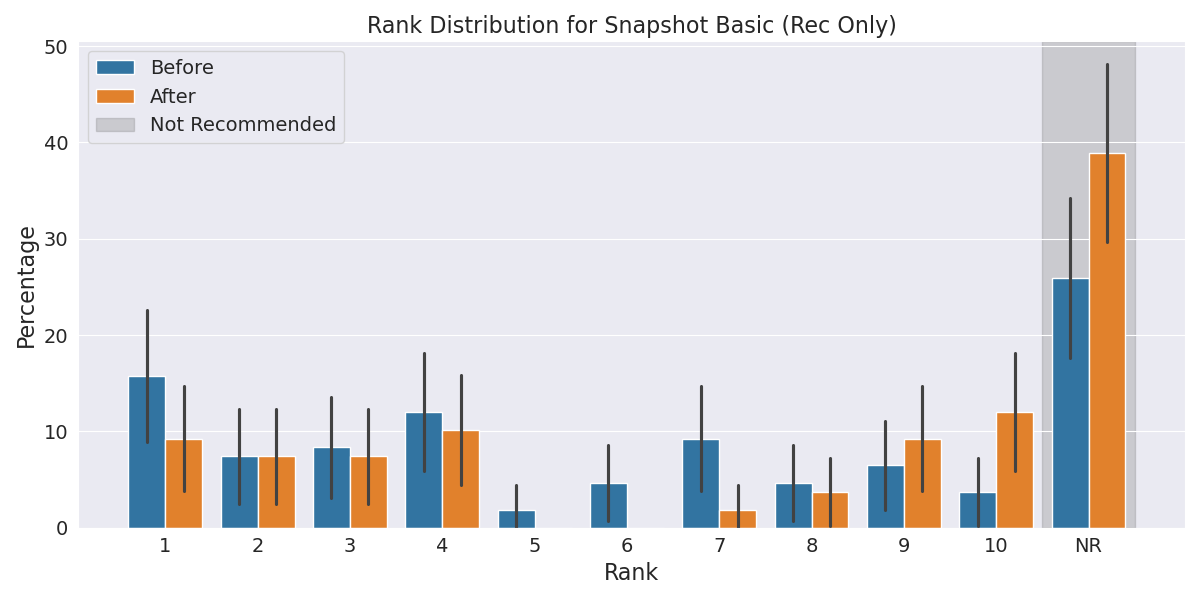 Rank Distribution for Snapshot Basic (Rec Only)
Before
After
Not Recommended
Percentage
50
40
30
20
10
0
1 2 3 4 5 6 7 8 9 10 NR
Rank